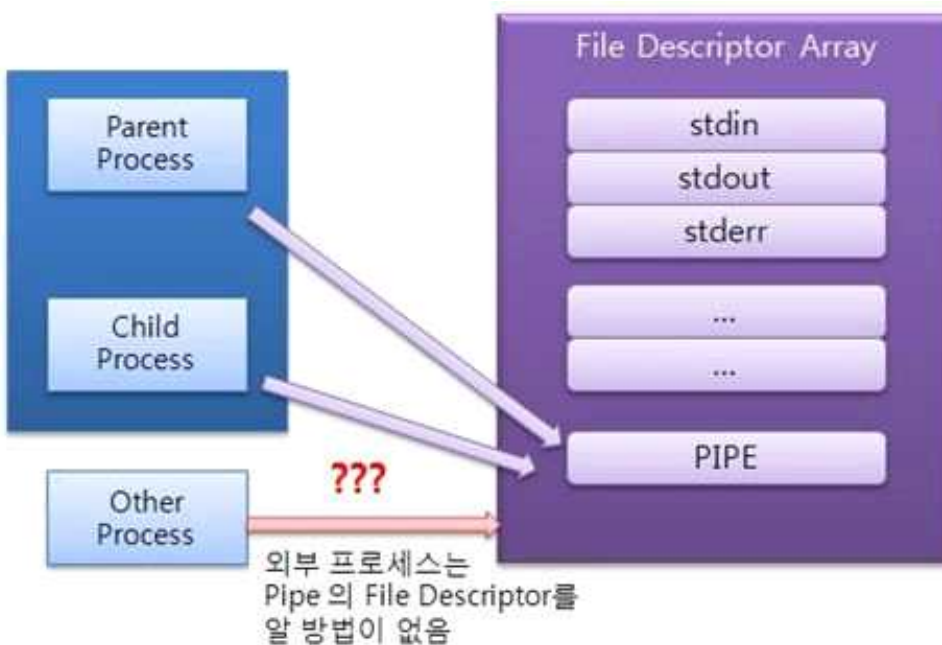 File Descriptor Array
Parent
Process
stdin
stdout
stderr
...
...
Child
Process
PIPE
???
Other
Process
외부 프로세스는
Pipe 의 File Descriptor를
알 방법이 없음